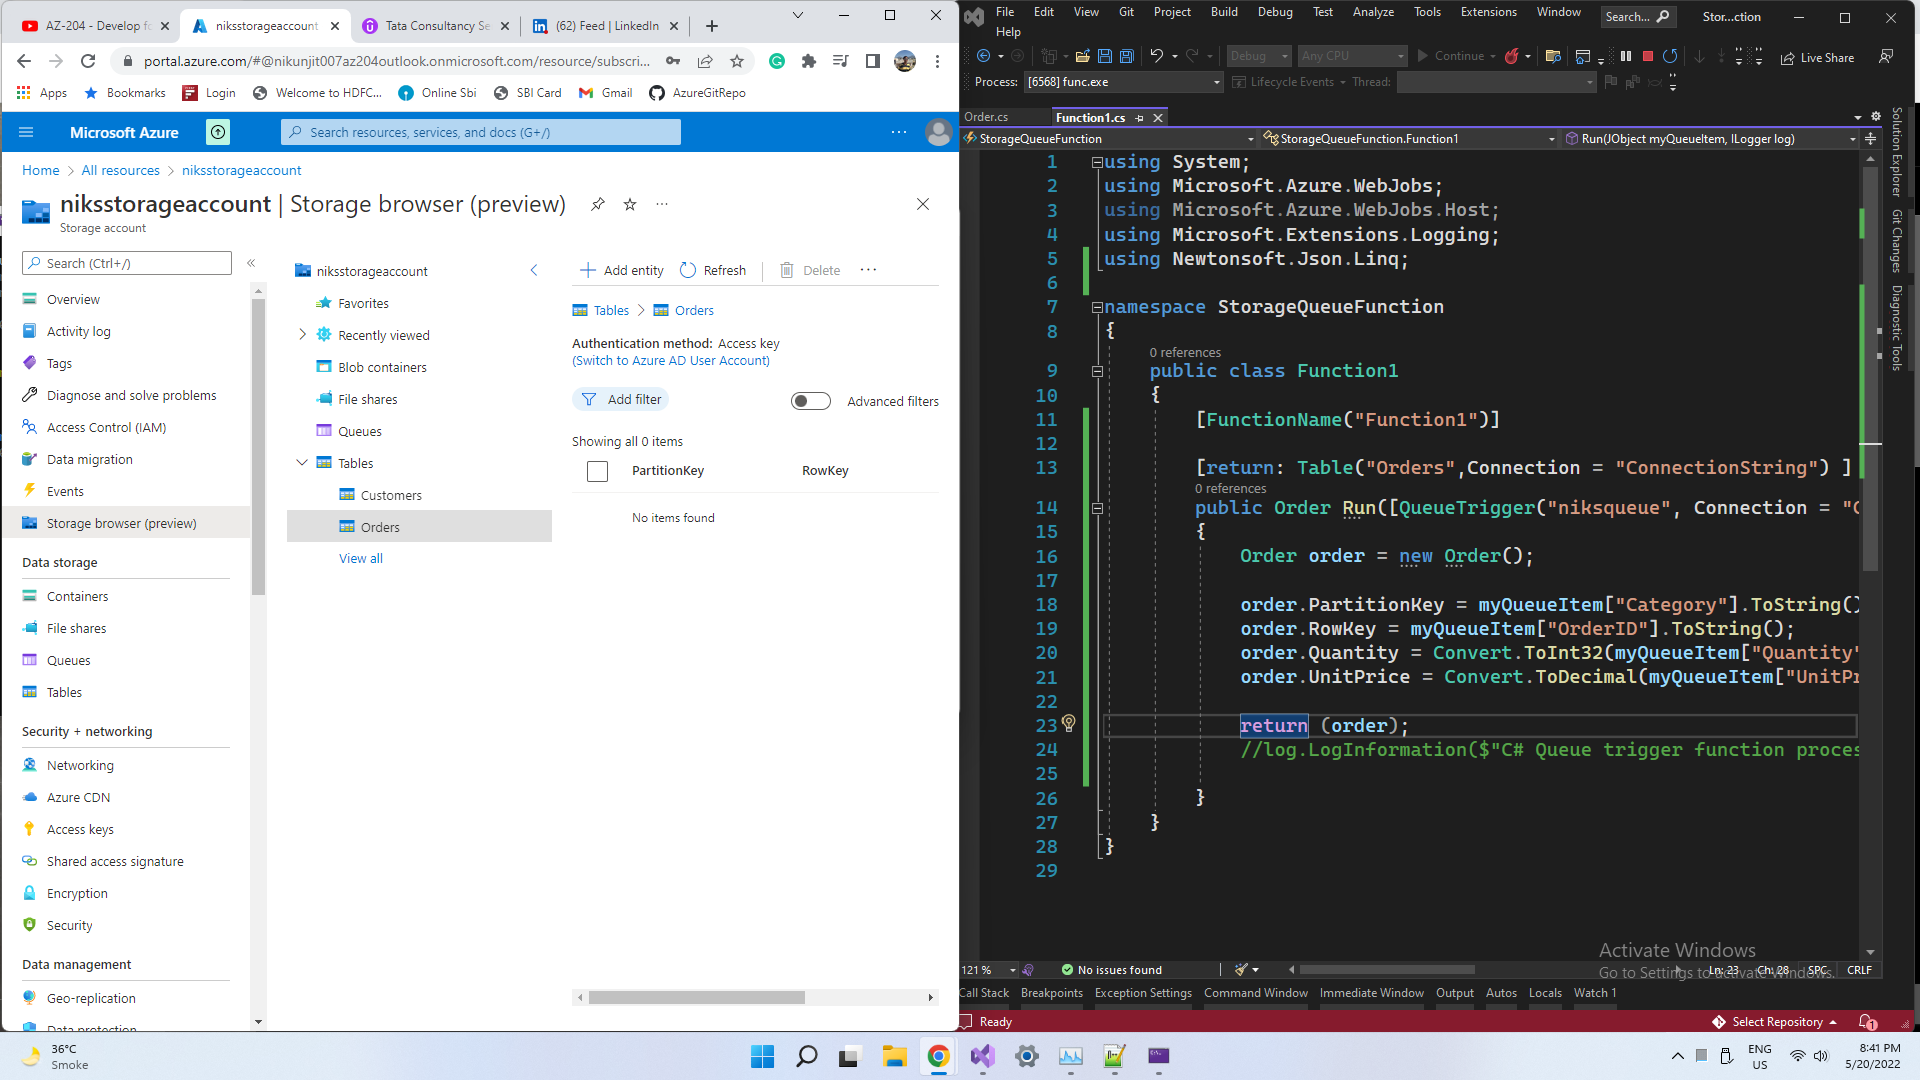 AZ-204 - Develop fo
niksstorageaccount
Tata Consultancy Se
(62) Feed | LinkedIn
portal.azure.com/#@nikunjit007az204outlook.onmicrosoft.com/resource/subscri...
Apps
Bookmarks
Login
Welcome to HDFC...
Online Sbi
SBI Card
Gmail
AzureGitRepo
Microsoft Azure
Search resources, services, and docs (G+/)
Home > All resources > niksstorageaccount
niksstorageaccount | Storage browser (preview)
Storage account
Search (Ctrl+/)
Overview
Activity log
Tags
Diagnose and solve problems
Access Control (IAM)
Data migration
Events
Storage browser (preview)
Data storage
Containers
File shares
Queues
Tables
Security + networking
Networking
Azure CDN
Access keys
Shared access signature
Encryption
Security
Data management
Geo-replication
Data protection
niksstorageaccount
Favorites
Recently viewed
Blob containers
File shares
Queues
Tables
Customers
Orders
View all
Add entity
Refresh
Delete
Tables > Orders
Authentication method: Access key
(Switch to Azure AD User Account)
Add filter
Advanced filters
Showing all 0 items
PartitionKey
RowKey
No items found
File Edit View Git Project Build Debug Test Analyze Tools Extensions Window
Help
Search...
Stor...ction
Debug
Any CPU
Continue
Live Share
Process: [6568] func.exe
Lifecycle Events
Thread:
Order.cs
Function1.cs
StorageQueueFunction
StorageQueueFunction.Function1
Run(JObject myQueueItem, ILogger log)
1 using System;
2 using Microsoft.Azure.WebJobs;
3 using Microsoft.Azure.WebJobs.Host;
4 using Microsoft.Extensions.Logging;
5 using Newtonsoft.Json.Linq;
6
7 namespace StorageQueueFunction
8 {
0 references
9 public class Function1
10 {
11 [FunctionName("Function1")]
12
13 [return: Table("Orders",Connection = "ConnectionString") ]
0 references
14 public Order Run([QueueTrigger("niksqueue", Connection = "C
15 {
16 Order order = new Order();
17
18 order.PartitionKey = myQueueItem["Category"].ToString()
19 order.RowKey = myQueueItem["OrderID"].ToString();
20 order.Quantity = Convert.ToInt32(myQueueItem["Quantity"
21 order.UnitPrice = Convert.ToDecimal(myQueueItem["UnitPr
22
23 return (order);
24 //log.LogInformation($"C# Queue trigger function proces
25
26 }
27 }
28 }
29
Solution Explorer
Git Changes
Diagnostic Tools
Activate Windows
Go to Settings to activate Windows.
121 %
No issues found
Ln: 23
Ch: 28
SPC
CRLF
Call Stack
Breakpoints
Exception Settings
Command Window
Immediate Window
Output
Autos
Locals
Watch 1
Ready
Select Repository
1
36°C
Smoke
ENG
US
8:41 PM
5/20/2022